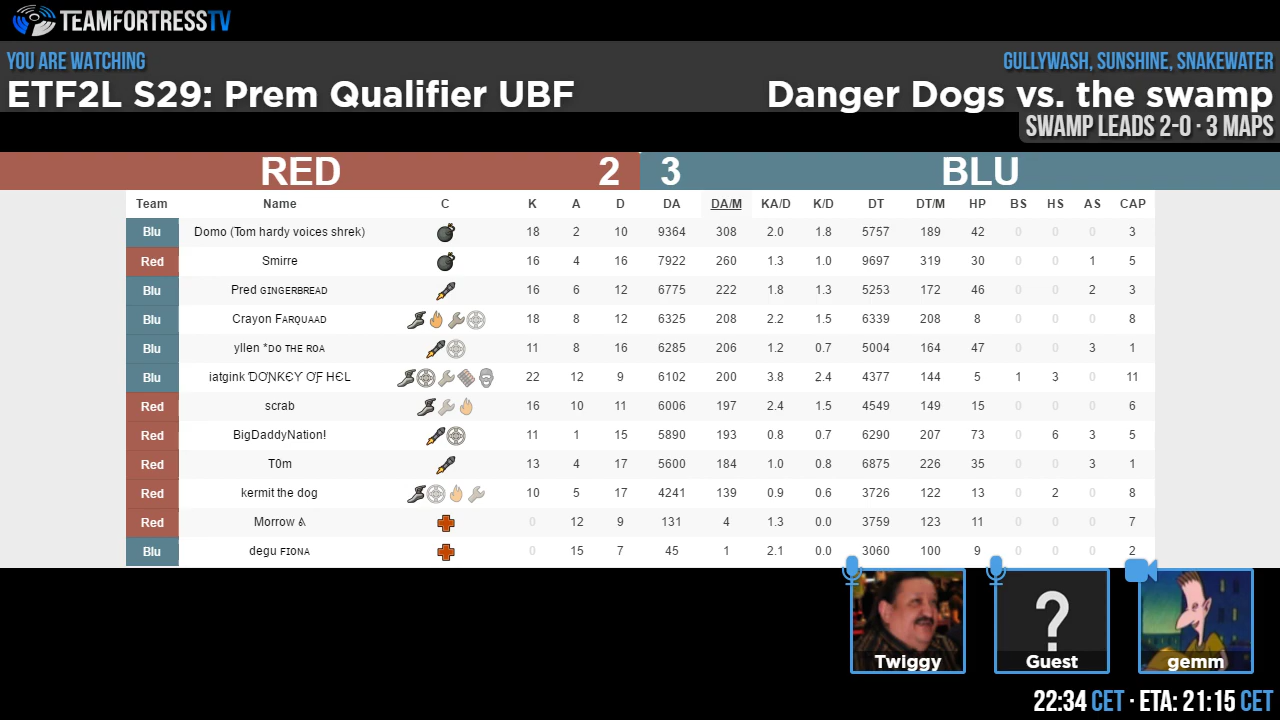 TEAMFORTRESSTV
YOU ARE WATCHING
GULLYWASH, SUNSHINE, SNAKEWATER
ETF2L S29: Prem Qualifier UBF
Danger Dogs vs. the swamp
SWAMP LEADS 2-0 · 3 MAPS
RED 2 3 BLU
Team Name C K A D DA DA/M KA/D K/D DT DT/M HP BS HS AS CAP
Blu Domo (Tom hardy voices shrek) 18 2 10 9364 308 2.0 1.8 5757 189 42 0 0 0 3
Red Smirre 16 4 16 7922 260 1.3 1.0 9697 319 30 0 0 1 5
Blu Pred ɢɪɴɢᴇʀʙʀᴇᴀᴅ 16 6 12 6775 222 1.8 1.3 5253 172 46 0 0 2 3
Blu Crayon Fᴀʀǫᴜᴀᴀᴅ 18 8 12 6325 208 2.2 1.5 6339 208 8 0 0 0 8
Blu yllen *ᴅᴏ ᴛʜᴇ ʀᴏᴀ 11 8 16 6285 206 1.2 0.7 5004 164 47 0 0 3 1
Blu iatgink ƊƠƝƘЄƳ ƠƑ HЄL 22 12 9 6102 200 3.8 2.4 4377 144 5 1 3 0 11
Red scrab 16 10 11 6006 197 2.4 1.5 4549 149 15 0 0 0 6
Red BigDaddyNation! 11 1 15 5890 193 0.8 0.7 6290 207 73 0 6 3 5
Red T0m 13 4 17 5600 184 1.0 0.8 6875 226 35 0 0 3 1
Red kermit the dog 10 5 17 4241 139 0.9 0.6 3726 122 13 0 2 0 8
Red Morrow 0 12 9 131 4 1.3 0.0 3759 123 11 0 0 0 7
Blu degu ꜰɪᴏɴᴀ 0 15 7 45 1 2.1 0.0 3060 100 9 0 0 0 2
?
Twiggy Guest gemm
22:34 CET · ETA: 21:15 CET